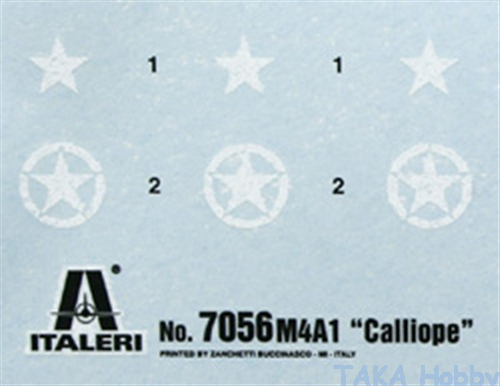 1 1
2 2
ITALERI
No. 7056 M4A1 "Calliope"
PRINTED BY ZANCHETTI BUCCINASCO - MI - ITALY
TAKA Hobby